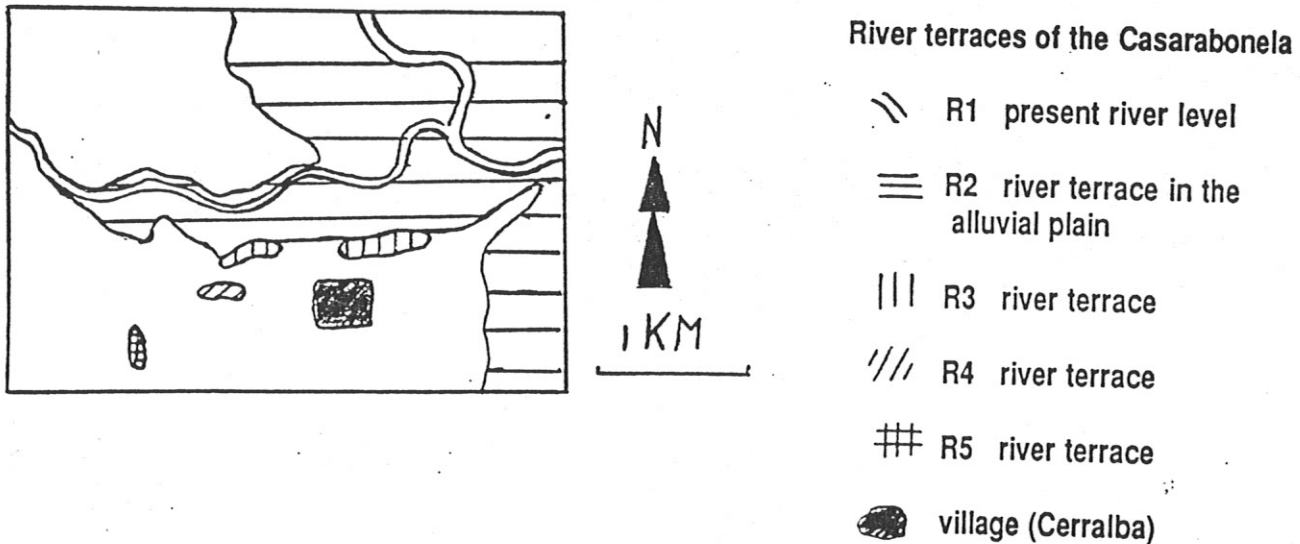 River terraces of the Casarabonela
N
1 KM
R1 present river level
R2 river terrace in the
alluvial plain
R3 river terrace
R4 river terrace
R5 river terrace
village (Cerralba)